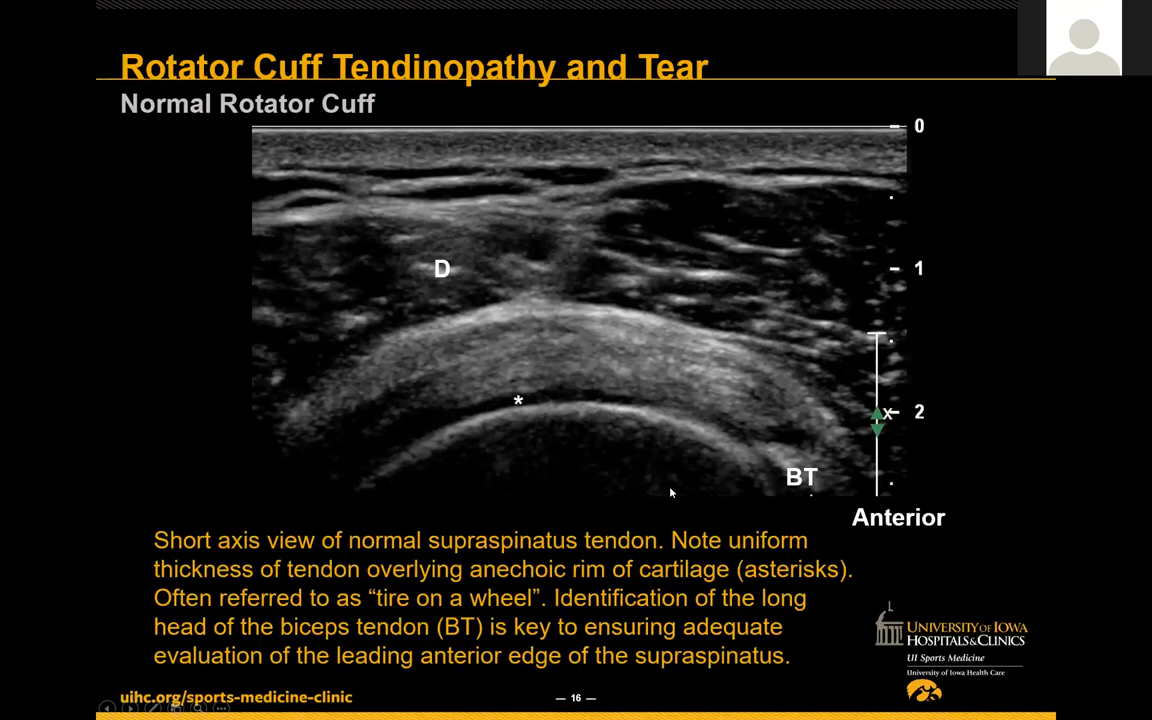 Rotator Cuff Tendinopathy and Tear
Normal Rotator Cuff
0
D
1
*
x
2
BT
Anterior
Short axis view of normal supraspinatus tendon. Note uniform
thickness of tendon overlying anechoic rim of cartilage (asterisks).
Often referred to as “tire on a wheel”. Identification of the long
head of the biceps tendon (BT) is key to ensuring adequate
evaluation of the leading anterior edge of the supraspinatus.
UNIVERSITY OF IOWA
HOSPITALS & CLINICS
UI Sports Medicine
University of Iowa Health Care
uihc.org/sports-medicine-clinic
— 16 —